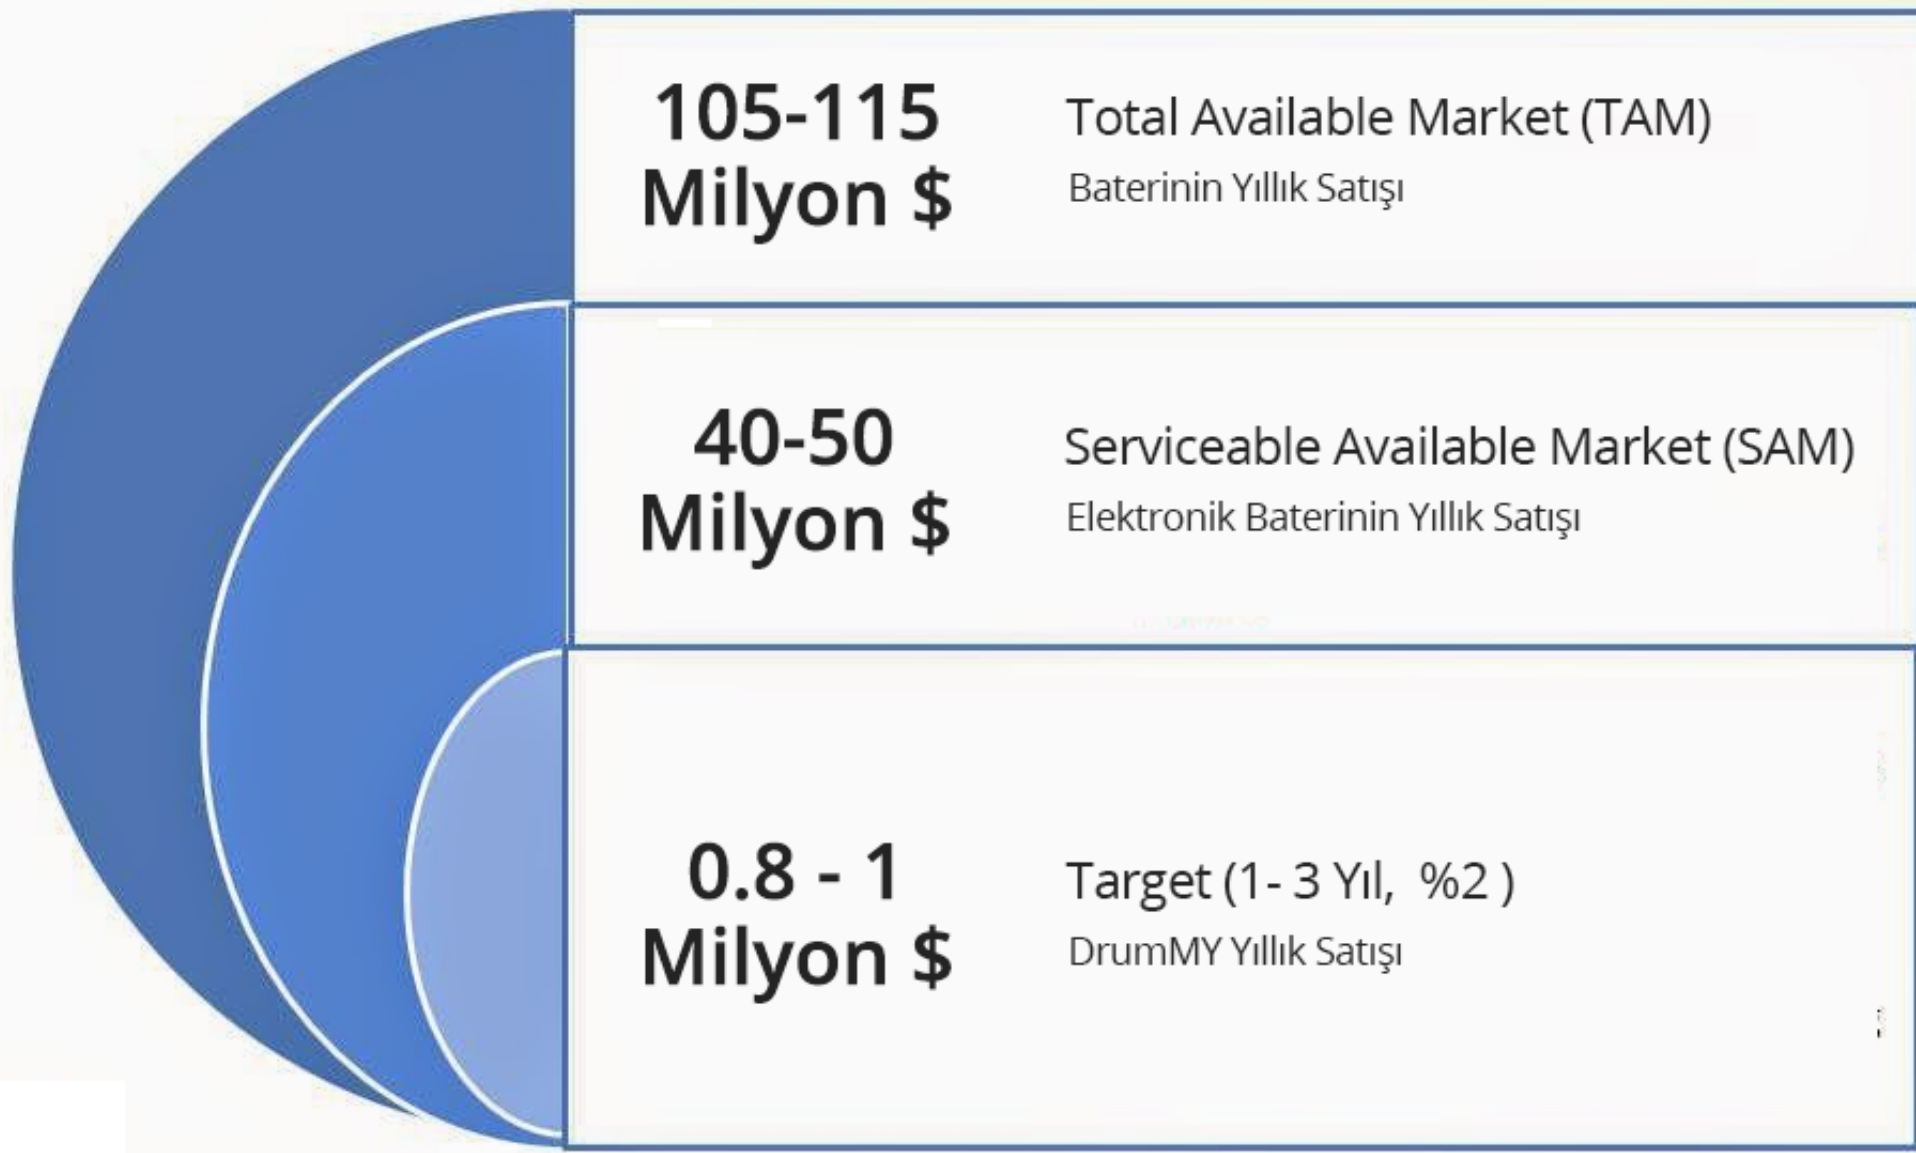 105-115
Milyon $
Total Available Market (TAM)
Baterinin Yıllık Satışı
40-50
Milyon $
Serviceable Available Market (SAM)
Elektronik Baterinin Yıllık Satışı
0.8 - 1
Milyon $
Target (1- 3 Yıl,  %2 )
DrumMY Yıllık Satışı